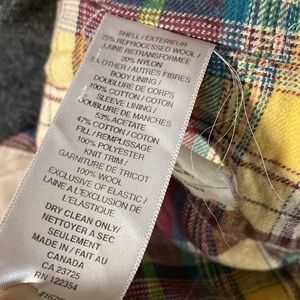 SHELL / EXTERIEUR
75% REPROCESSED WOOL /
LAINE RETRANSFORMEE
20% NYLON
5% OTHER / AUTRES FIBRES
BODY LINING /
DOUBLURE DE CORPS
100% COTTON / COTON
SLEEVE LINING /
DOUBLURE DE MANCHES
53% ACETATE
47% COTTON / COTON
FILL / REMPLISSAGE
100% POLYESTER
KNIT TRIM /
GARNITURE DE TRICOT
100% WOOL
EXCLUSIVE OF ELASTIC /
LAINE A L'EXCLUSION DE
L'ELASTIQUE
DRY CLEAN ONLY/
NETTOYER A SEC
SEULEMENT
MADE IN / FAIT AU
CANADA
CA 23725
RN 122354